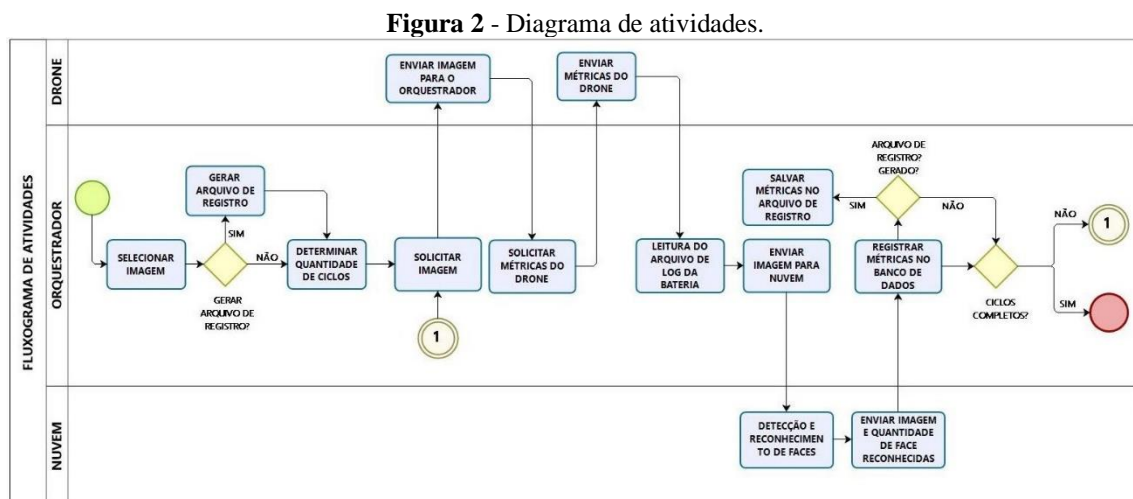 Figura 2 - Diagrama de atividades.
FLUXOGRAMA DE ATIVIDADES
DRONE
ENVIAR IMAGEM
PARA O
ORQUESTRADOR
ENVIAR
MÉTRICAS DO
DRONE
ORQUESTRADOR
SELECIONAR
IMAGEM
GERAR
ARQUIVO DE
REGISTRO
SIM
NÃO
GERAR
ARQUIVO DE
REGISTRO?
DETERMINAR
QUANTIDADE
DE CICLOS
SOLICITAR
IMAGEM
1
SOLICITAR
MÉTRICAS DO
DRONE
LEITURA DO
ARQUIVO DE
LOG DA
BATERIA
ENVIAR
IMAGEM PARA
NUVEM
SALVAR
MÉTRICAS NO
ARQUIVO DE
REGISTRO
SIM
ARQUIVO DE
REGISTRO?
GERADO?
NÃO
REGISTRAR
MÉTRICAS NO
BANCO DE
DADOS
CICLOS
COMPLETOS?
NÃO
1
SIM
NUVEM
DETECÇÃO E
RECONHECIMEN
TO DE FACES
ENVIAR IMAGEM
E QUANTIDADE
DE FACE
RECONHECIDAS